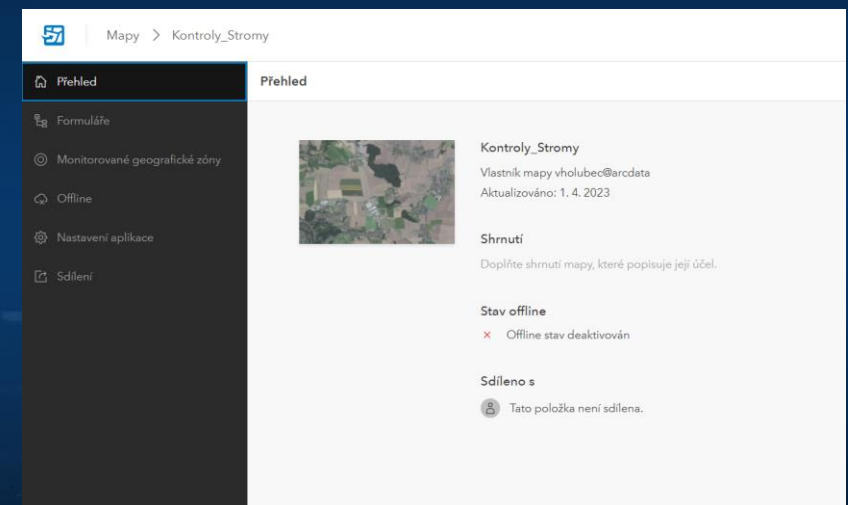 Mapy > Kontroly_Stromy
Přehled
Formuláře
Monitorované geografické zóny
Offline
Nastavení aplikace
Sdílení
Přehled
Kontroly_Stromy
Vlastník mapy vholubec@arcdata
Aktualizováno: 1. 4. 2023
Shrnutí
Doplňte shrnutí mapy, které popisuje její účel.
Stav offline
Offline stav deaktivován
Sdíleno s
Tato položka není sdílena.